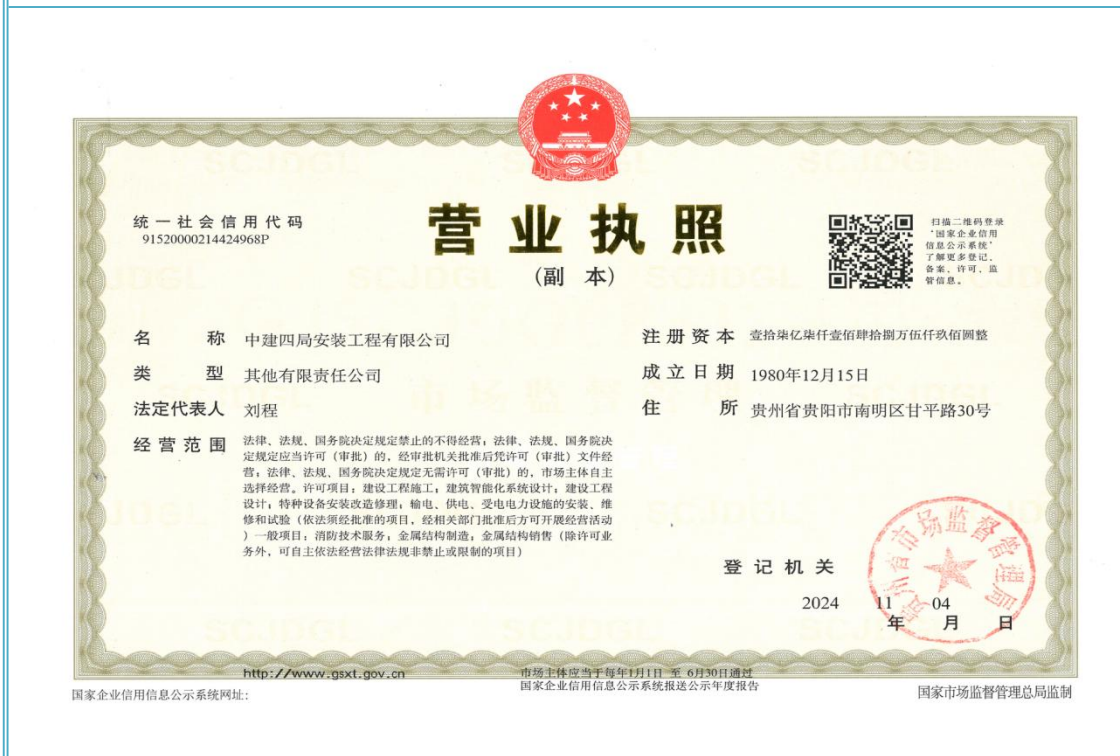 营业执照
(副 本)
统一社会信用代码
91520000214424968P
扫描二维码登录
‘国家企业信用
信息公示系统’
了解更多登记、
备案、许可、监
管信息。
名 称 中建四局安装工程有限公司
类 型 其他有限责任公司
法定代表人 刘程
经营范围 法律、法规、国务院决定规定禁止的不得经营；法律、法规、国务院决
定规定应当许可（审批）的，经审批机关批准后凭许可（审批）文件经
营；法律、法规、国务院决定规定无需许可（审批）的，市场主体自主
选择经营。许可项目：建设工程施工；建筑智能化系统设计；建设工程
设计；特种设备安装改造修理；输电、供电、受电电力设施的安装、维
修和试验（依法须经批准的项目，经相关部门批准后方可开展经营活动
）一般项目：消防技术服务；金属结构制造；金属结构销售（除许可业
务外，可自主依法经营法律法规非禁止或限制的项目）
注册资本 壹拾柒亿柒仟壹佰肆拾捌万伍仟玖佰圆整
成立日期 1980年12月15日
住 所 贵州省贵阳市南明区甘平路30号
登记机关
贵州省市场监督管理局
2024 11 04
年 月 日
http://www.gsxt.gov.cn
国家企业信用信息公示系统网址：
市场主体应当于每年1月1日 至 6月30日通过
国家企业信用信息公示系统报送公示年度报告
国家市场监督管理总局监制